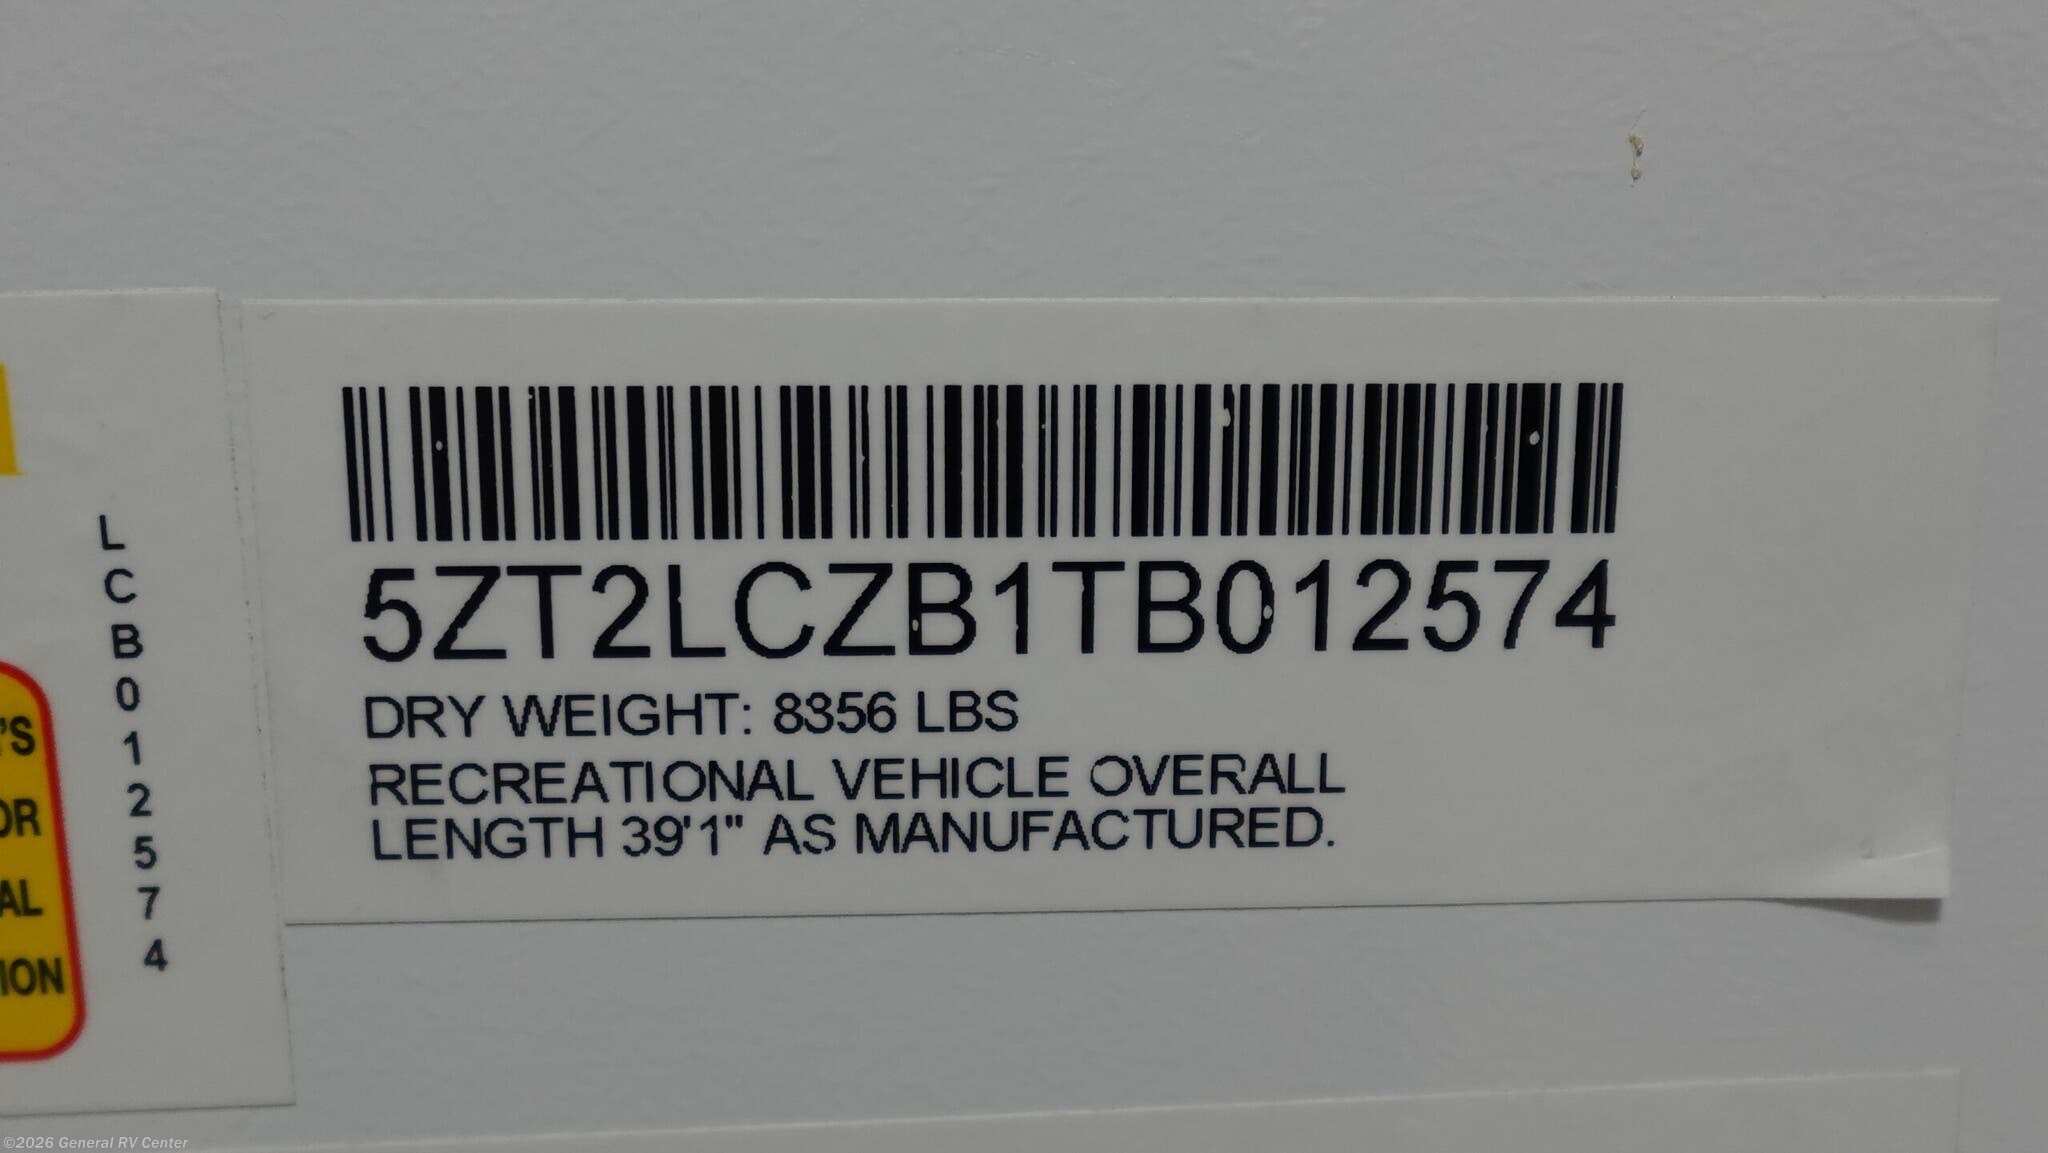 5ZT2LCZB1TB012574
DRY WEIGHT: 8356 LBS
RECREATIONAL VEHICLE OVERALL
LENGTH 39'1" AS MANUFACTURED.
L
C
B
0
1
2
5
7
4
'S
OR
AL
ION
©2026 General RV Center